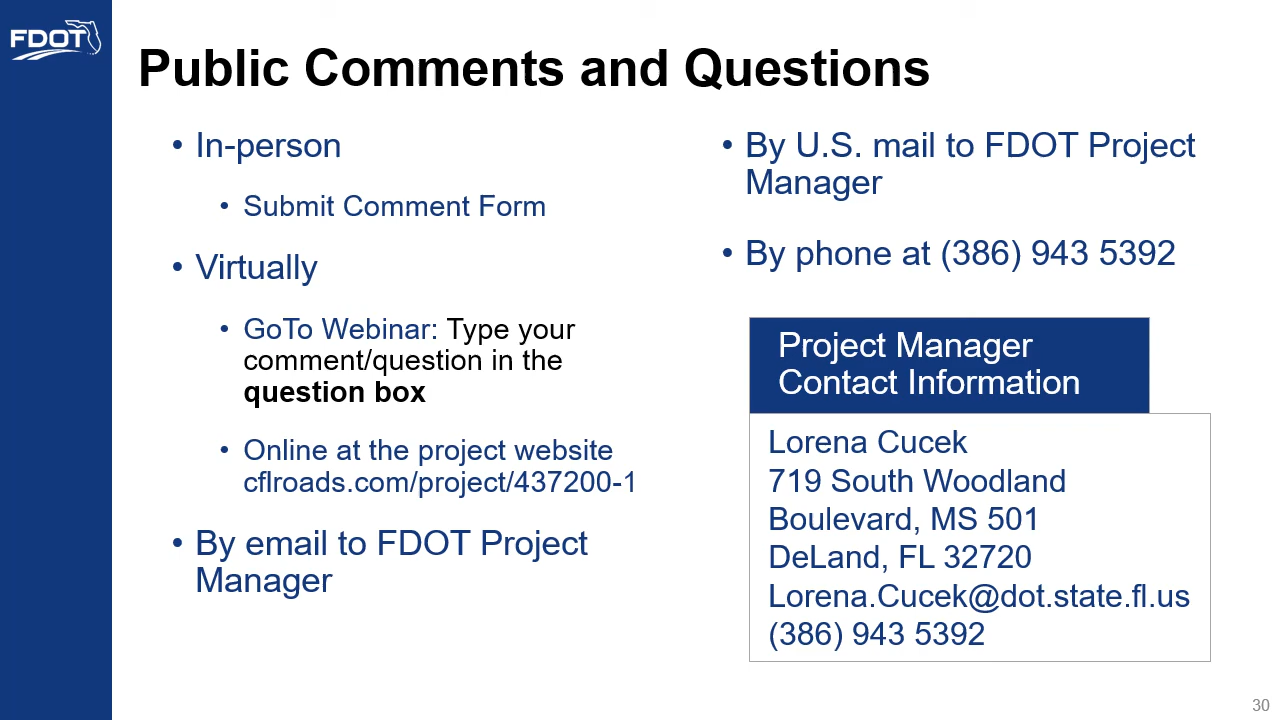 FDOT
Public Comments and Questions
• In-person
• Submit Comment Form
• Virtually
• GoTo Webinar: Type your
comment/question in the
question box
• Online at the project website
cflroads.com/project/437200-1
• By email to FDOT Project
Manager
• By U.S. mail to FDOT Project
Manager
• By phone at (386) 943 5392
Project Manager
Contact Information
Lorena Cucek
719 South Woodland
Boulevard, MS 501
DeLand, FL 32720
Lorena.Cucek@dot.state.fl.us
(386) 943 5392
30